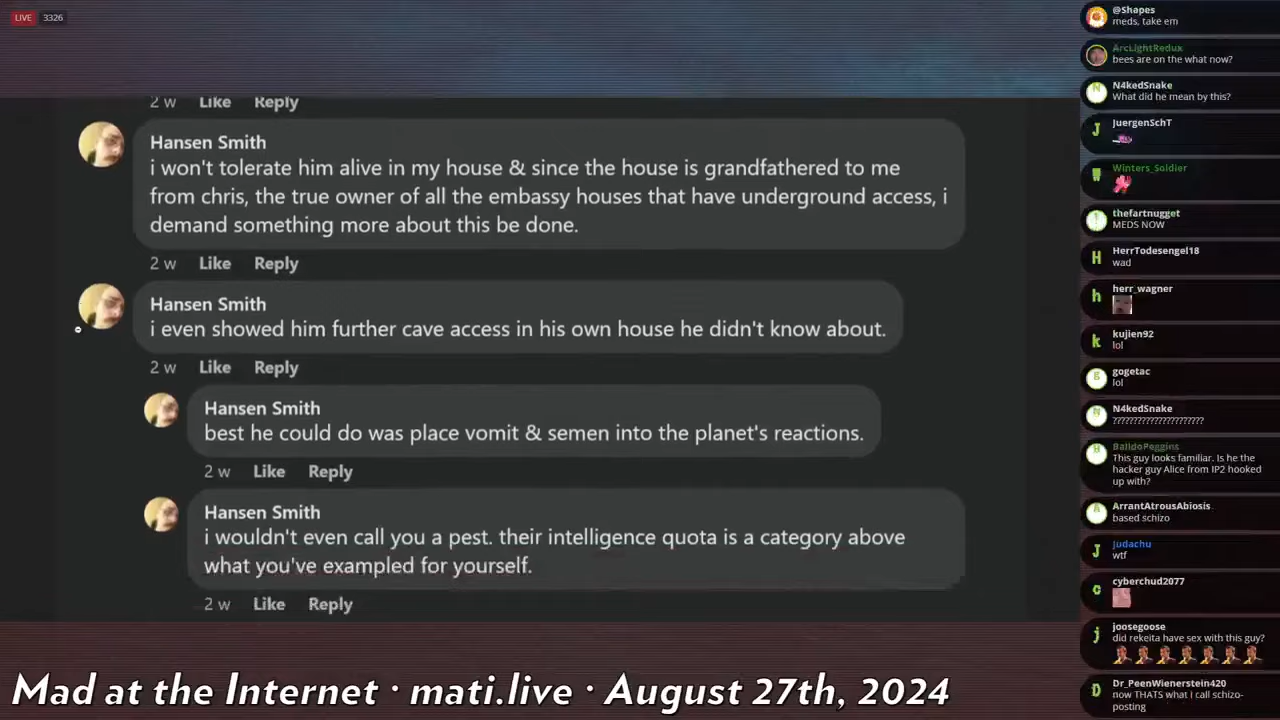 LIVE 3326
2 w Like Reply
Hansen Smith
i won't tolerate him alive in my house & since the house is grandfathered to me
from chris, the true owner of all the embassy houses that have underground access, i
demand something more about this be done.
2 w Like Reply
Hansen Smith
i even showed him further cave access in his own house he didn't know about.
2 w Like Reply
Hansen Smith
best he could do was place vomit & semen into the planet's reactions.
2 w Like Reply
Hansen Smith
i wouldn't even call you a pest. their intelligence quota is a category above
what you've exampled for yourself.
2 w Like Reply
Mad at the Internet · mati.live · August 27th, 2024
@Shapes
meds, take em
ArcLightRedux
bees are on the what now?
N4kedSnake
What did he mean by this?
J
JuergenSchT
Winters_Soldier
thefartnugget
MEDS NOW
H
HerrTodesengel18
wad
h
herr_wagner
k
kujien92
lol
g
gogetac
lol
N4kedSnake
?????????????????????
BalldoPeggins
This guy looks familiar. Is he the
hacker guy Alice from IP2 hooked
up with?
ArrantAtrousAbiosis
based schizo
J
Judachu
wtf
cyberchud2077
j
joosegoose
did rekeita have sex with this guy?
D
Dr_PeenWienerstein420
now THATS what i call schizo-
posting